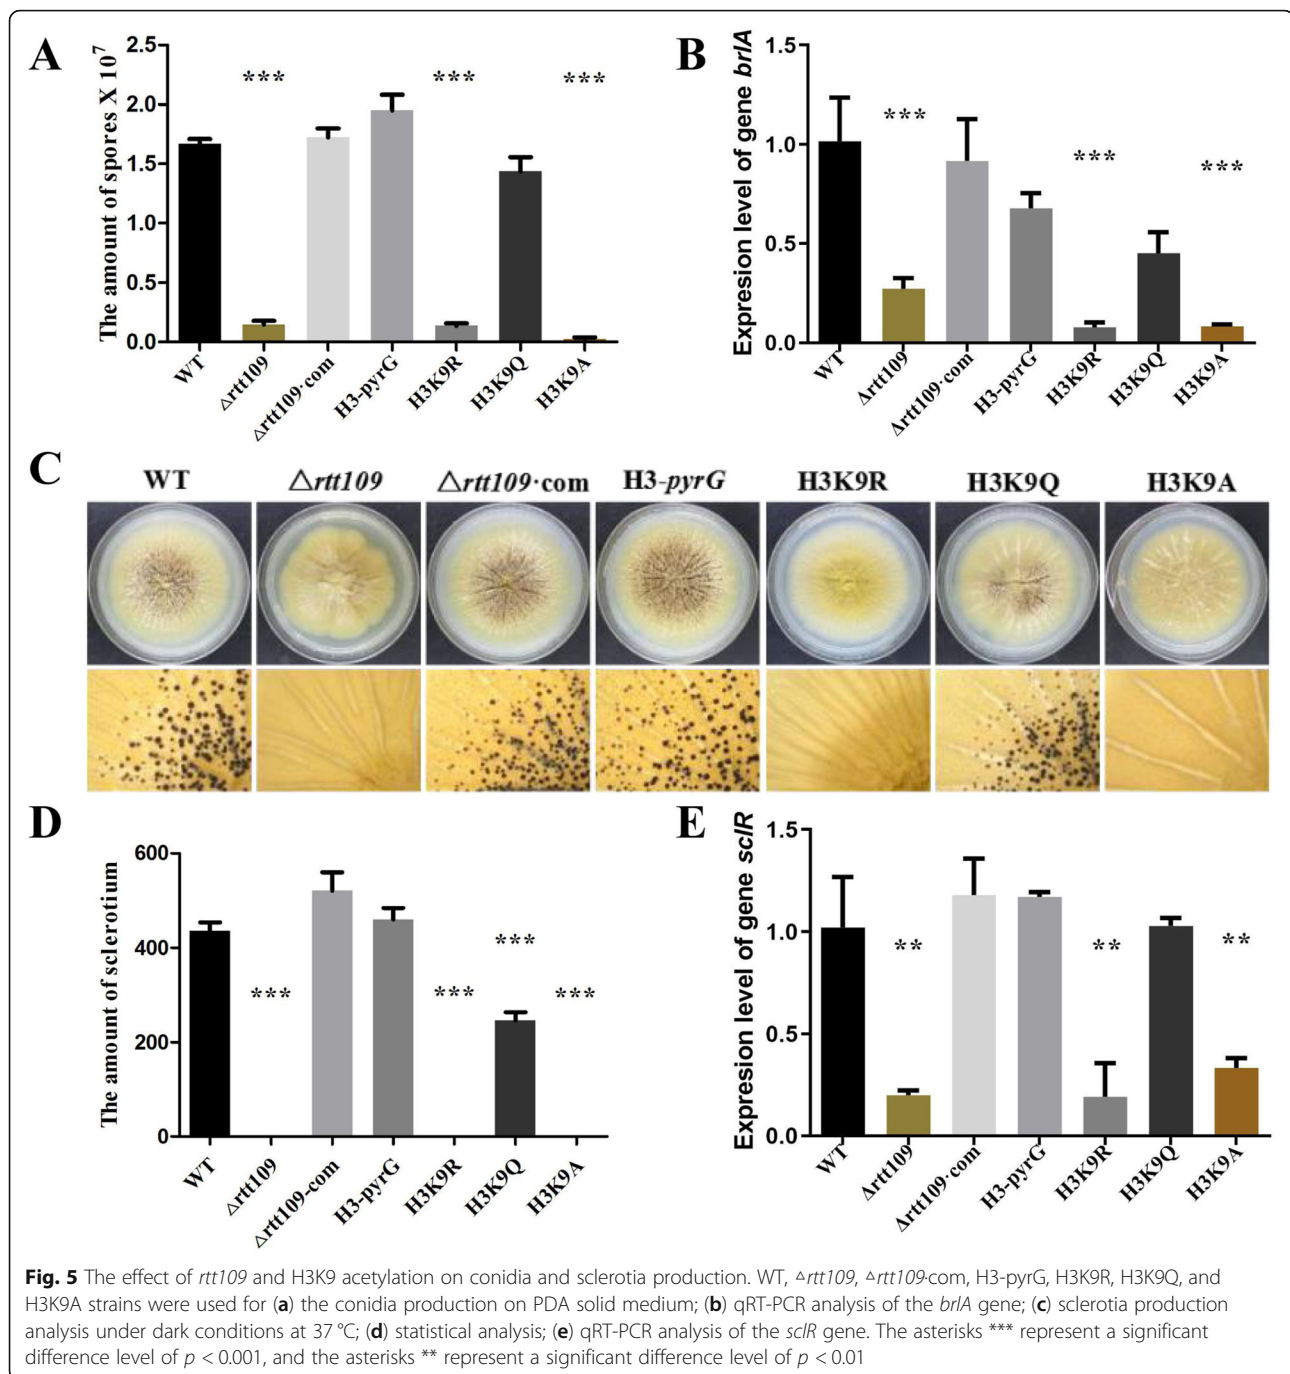 A
The amount of spores X 10⁷
2.5
2.0
1.5
1.0
0.5
0.0
***
***
***
WT
△rtt109
△rtt109·com
H3-pyrG
H3K9R
H3K9Q
H3K9A
B
Expresion level of gene brlA
1.5
1.0
0.5
0.0
***
***
***
WT
Δrtt109
Δrtt109·com
H3-pyrG
H3K9R
H3K9Q
H3K9A
C
WT △rtt109 △rtt109·com H3-pyrG H3K9R H3K9Q H3K9A
D
The amount of sclerotium
600
400
200
0
***
***
***
***
WT
△rtt109
△rtt109-com
H3-pyrG
H3K9R
H3K9Q
H3K9A
E
Expresion level of gene sclR
1.5
1.0
0.5
0.0
**
**
**
WT
Δrtt109
Δrtt109·com
H3-pyrG
H3K9R
H3K9Q
H3K9A
Fig. 5 The effect of rtt109 and H3K9 acetylation on conidia and sclerotia production. WT, △rtt109, △rtt109·com, H3-pyrG, H3K9R, H3K9Q, and
H3K9A strains were used for (a) the conidia production on PDA solid medium; (b) qRT-PCR analysis of the brlA gene; (c) sclerotia production
analysis under dark conditions at 37 °C; (d) statistical analysis; (e) qRT-PCR analysis of the sclR gene. The asterisks *** represent a significant
difference level of p < 0.001, and the asterisks ** represent a significant difference level of p < 0.01